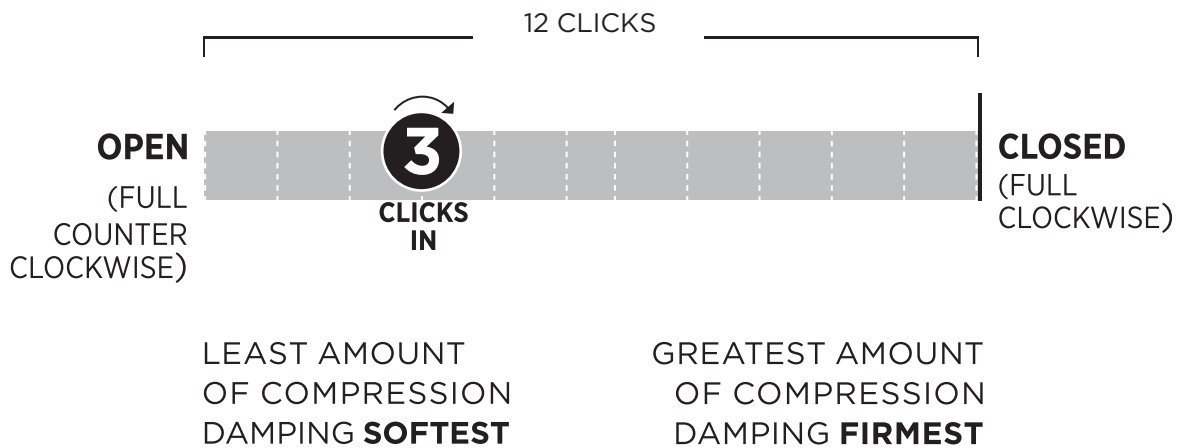 12 CLICKS
OPEN
(FULL
COUNTER
CLOCKWISE)
3
CLICKS
IN
CLOSED
(FULL
CLOCKWISE)
LEAST AMOUNT
OF COMPRESSION
DAMPING SOFTEST
GREATEST AMOUNT
OF COMPRESSION
DAMPING FIRMEST